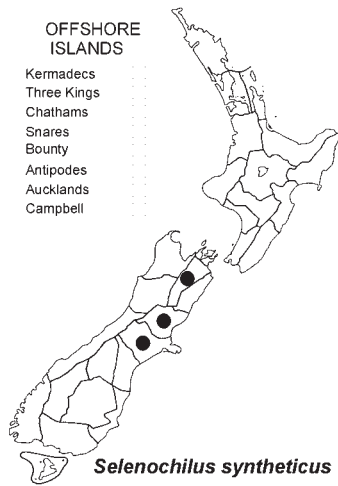 OFFSHORE
ISLANDS
Kermadecs
Three Kings
Chathams
Snares
Bounty
Antipodes
Aucklands
Campbell
Selenochilus syntheticus